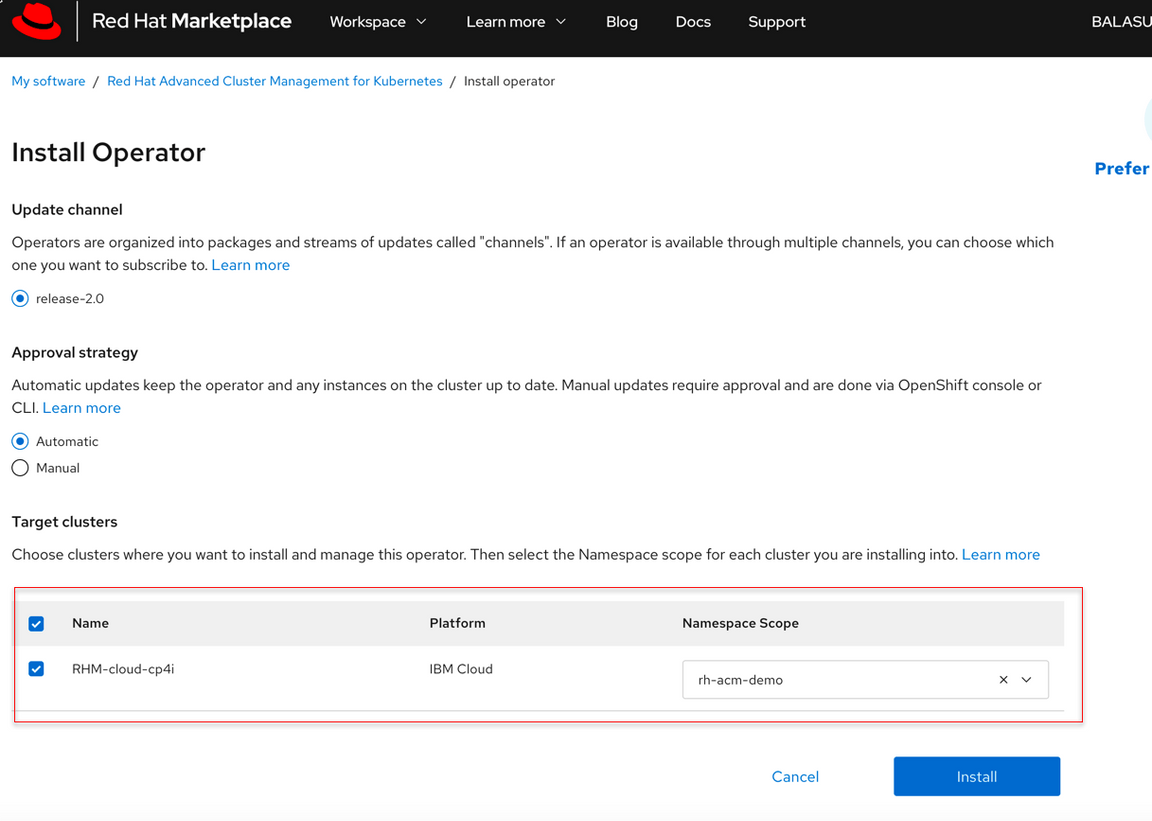 Red Hat Marketplace Workspace Learn more Blog Docs Support BALASU
My software / Red Hat Advanced Cluster Management for Kubernetes / Install operator
Install Operator
Prefer
Update channel
Operators are organized into packages and streams of updates called "channels". If an operator is available through multiple channels, you can choose which
one you want to subscribe to. Learn more
release-2.0
Approval strategy
Automatic updates keep the operator and any instances on the cluster up to date. Manual updates require approval and are done via OpenShift console or
CLI. Learn more
Automatic
Manual
Target clusters
Choose clusters where you want to install and manage this operator. Then select the Namespace scope for each cluster you are installing into. Learn more
Name Platform Namespace Scope
RHM-cloud-cp4i IBM Cloud rh-acm-demo
Cancel Install